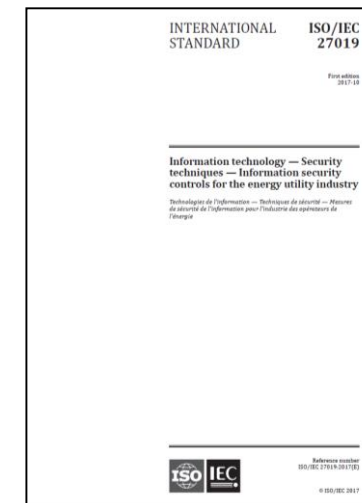 INTERNATIONAL STANDARD
ISO/IEC 27019
First edition
2017-10
Information technology — Security
techniques — Information security
controls for the energy utility industry
Technologies de l'information — Techniques de sécurité — Mesures
de sécurité de l'information pour l'industrie des opérateurs de
l'énergie
ISO IEC
Reference number
ISO/IEC 27019:2017(E)
© ISO/IEC 2017